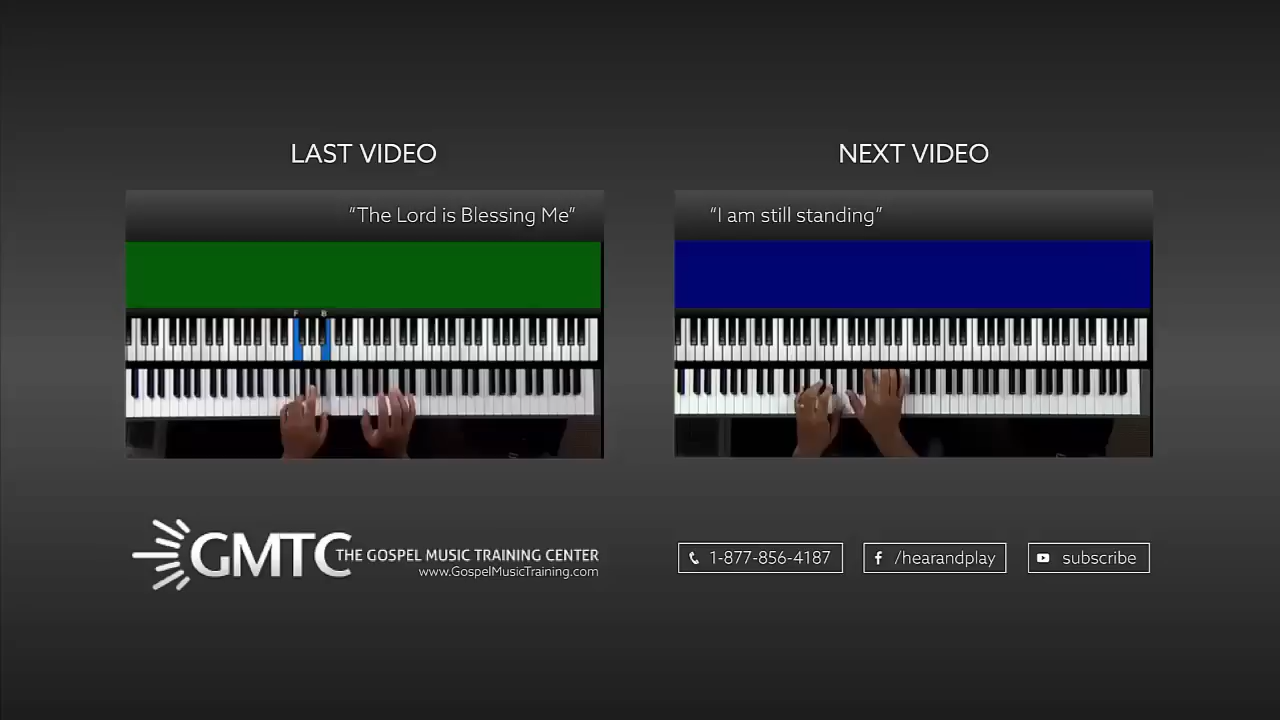 LAST VIDEO
NEXT VIDEO
“The Lord is Blessing Me”
“I am still standing”
F B
GMTC THE GOSPEL MUSIC TRAINING CENTER
www.GospelMusicTraining.com
1-877-856-4187
/hearandplay
subscribe